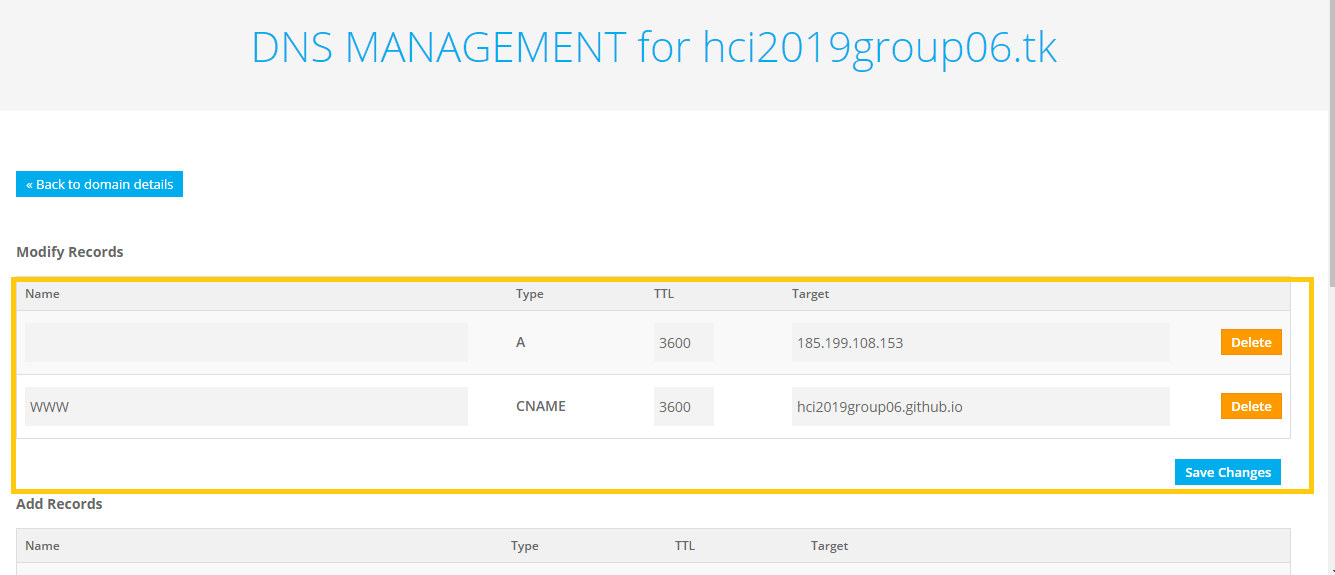 DNS MANAGEMENT for hci2019group06.tk
« Back to domain details
Modify Records
Name Type TTL Target
A 3600 185.199.108.153 Delete
WWW CNAME 3600 hci2019group06.github.io Delete
Save Changes
Add Records
Name Type TTL Target